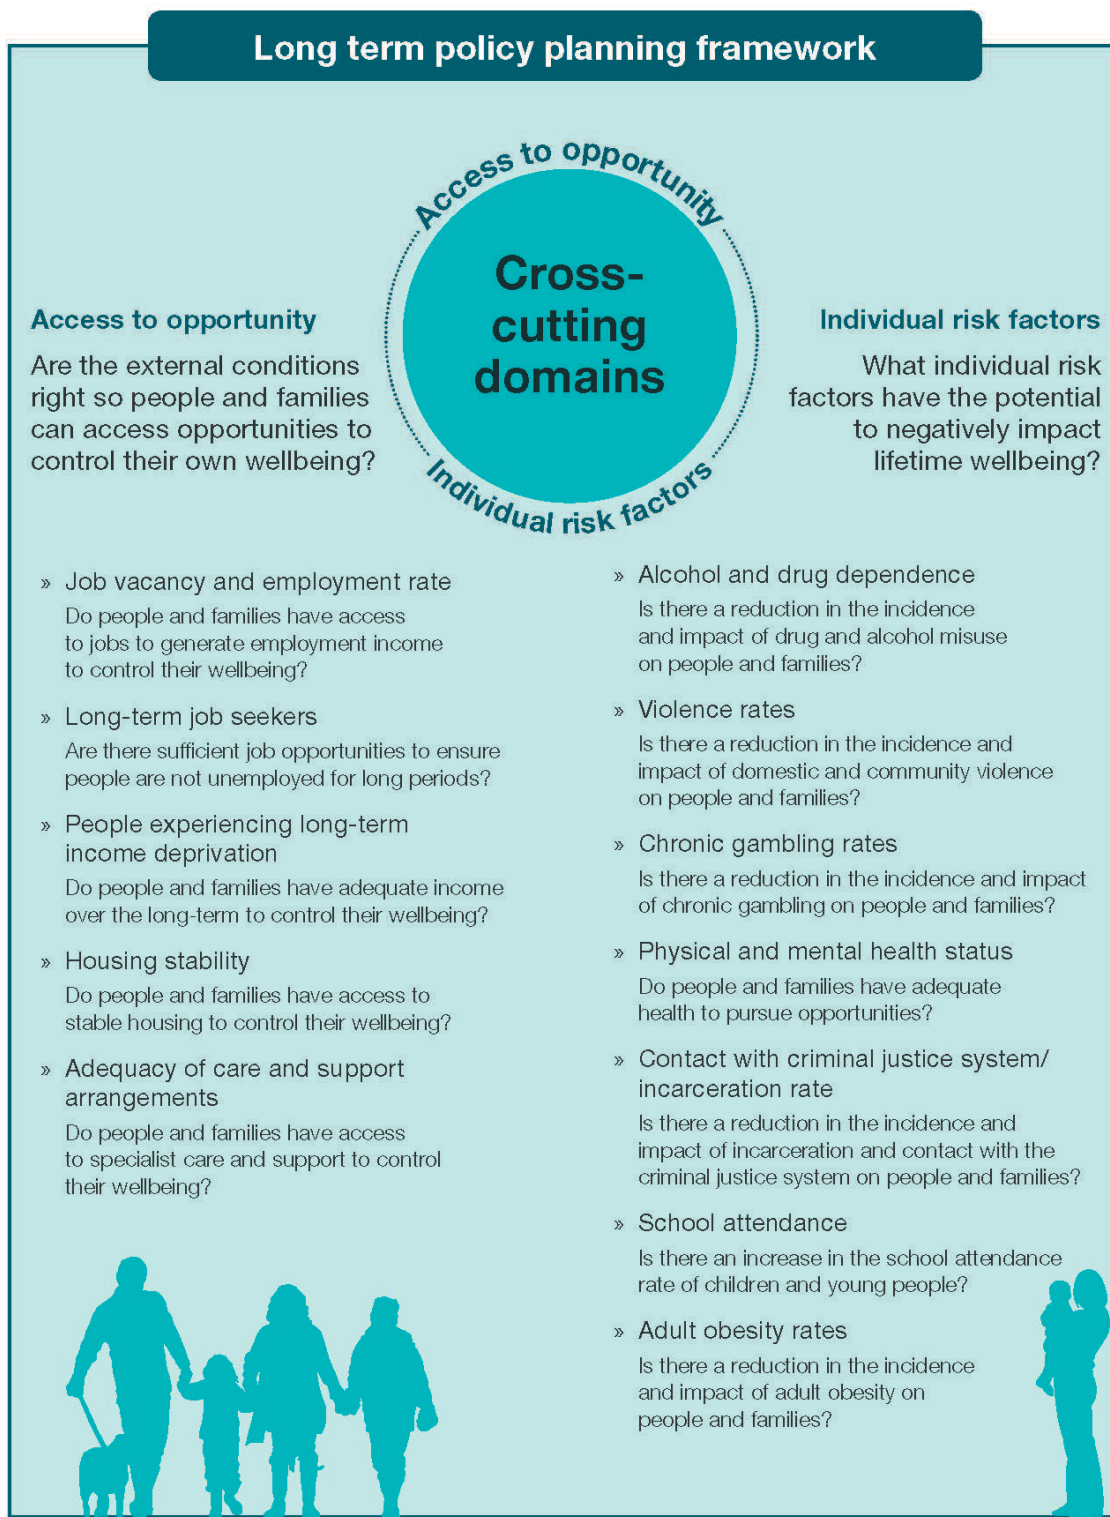 Long term policy planning framework
Access to opportunity
Cross-
cutting
domains
Individual risk factors
Access to opportunity
Are the external conditions
right so people and families
can access opportunities to
control their own wellbeing?
Individual risk factors
What individual risk
factors have the potential
to negatively impact
lifetime wellbeing?
» Job vacancy and employment rate
Do people and families have access
to jobs to generate employment income
to control their wellbeing?
» Long-term job seekers
Are there sufficient job opportunities to ensure
people are not unemployed for long periods?
» People experiencing long-term
income deprivation
Do people and families have adequate income
over the long-term to control their wellbeing?
» Housing stability
Do people and families have access to
stable housing to control their wellbeing?
» Adequacy of care and support
arrangements
Do people and families have access
to specialist care and support to control
their wellbeing?
» Alcohol and drug dependence
Is there a reduction in the incidence
and impact of drug and alcohol misuse
on people and families?
» Violence rates
Is there a reduction in the incidence and
impact of domestic and community violence
on people and families?
» Chronic gambling rates
Is there a reduction in the incidence and impact
of chronic gambling on people and families?
» Physical and mental health status
Do people and families have adequate
health to pursue opportunities?
» Contact with criminal justice system/
incarceration rate
Is there a reduction in the incidence and
impact of incarceration and contact with the
criminal justice system on people and families?
» School attendance
Is there an increase in the school attendance
rate of children and young people?
» Adult obesity rates
Is there a reduction in the incidence
and impact of adult obesity on
people and families?